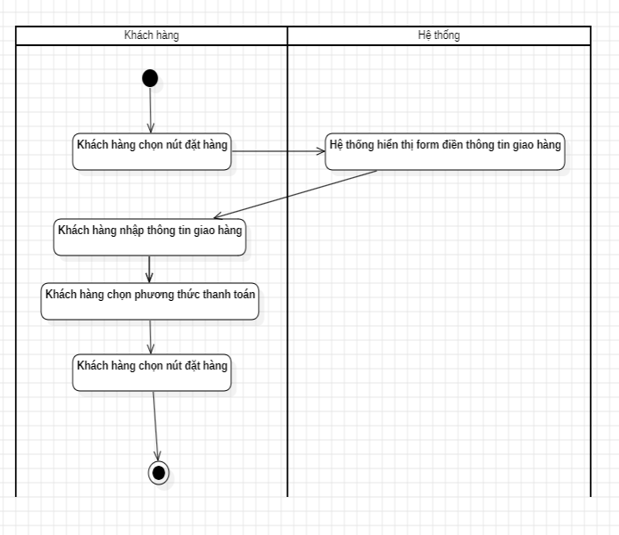 Khách hàng
Hệ thống
Khách hàng chọn nút đặt hàng
Hệ thống hiển thị form điền thông tin giao hàng
Khách hàng nhập thông tin giao hàng
Khách hàng chọn phương thức thanh toán
Khách hàng chọn nút đặt hàng